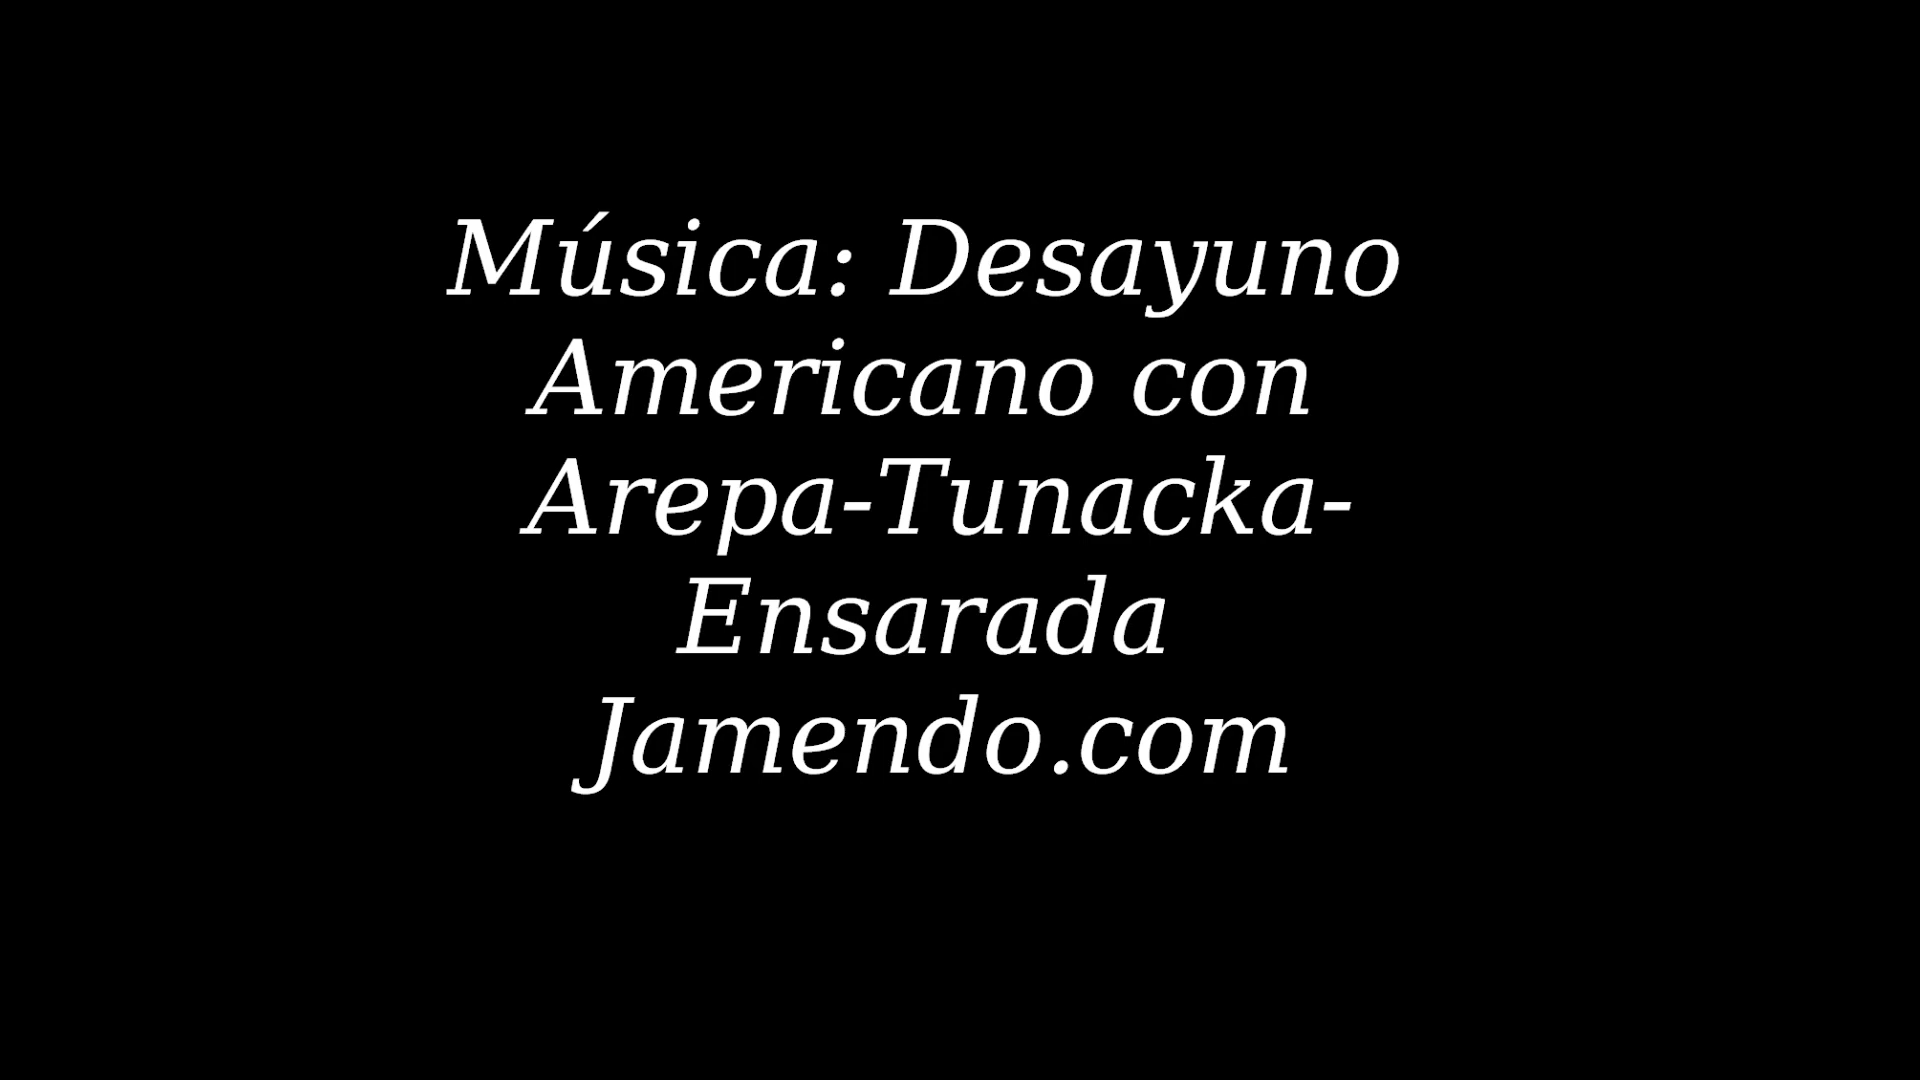 Música: Desayuno
Americano con
Arepa-Tunacka-
Ensarada
Jamendo.com